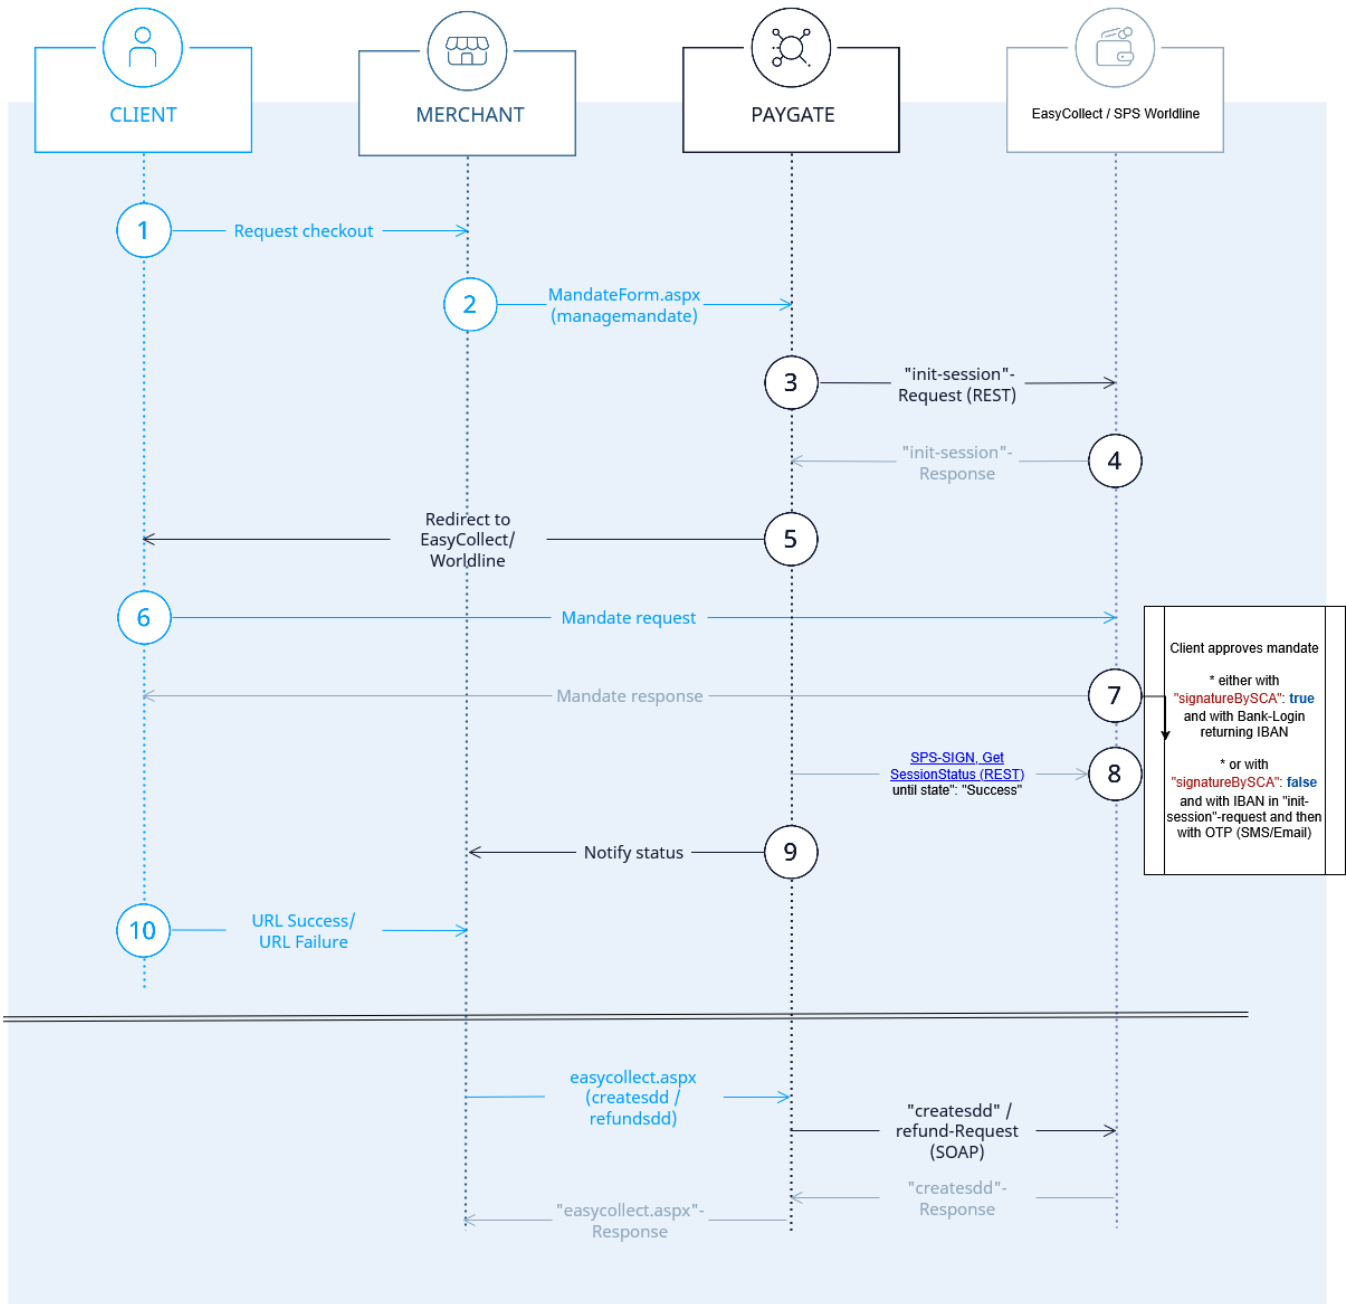 CLIENT
MERCHANT
PAYGATE
EasyCollect / SPS Worldline
1
Request checkout
2
MandateForm.aspx
(managemandate)
3
"init-session"-
Request (REST)
"init-session"-
Response
4
Redirect to
EasyCollect/
Worldline
5
6
Mandate request
Mandate response
7
Client approves mandate
* either with
"signatureBySCA": true
and with Bank-Login
returning IBAN
* or with
"signatureBySCA": false
and with IBAN in "init-
session"-request and then
with OTP (SMS/Email)
SPS-SIGN, Get
SessionStatus (REST)
until state": "Success"
8
Notify status
9
10
URL Success/
URL Failure
easycollect.aspx
(createsdd /
refundsdd)
"createsdd" /
refund-Request
(SOAP)
"createsdd"-
Response
"easycollect.aspx"-
Response